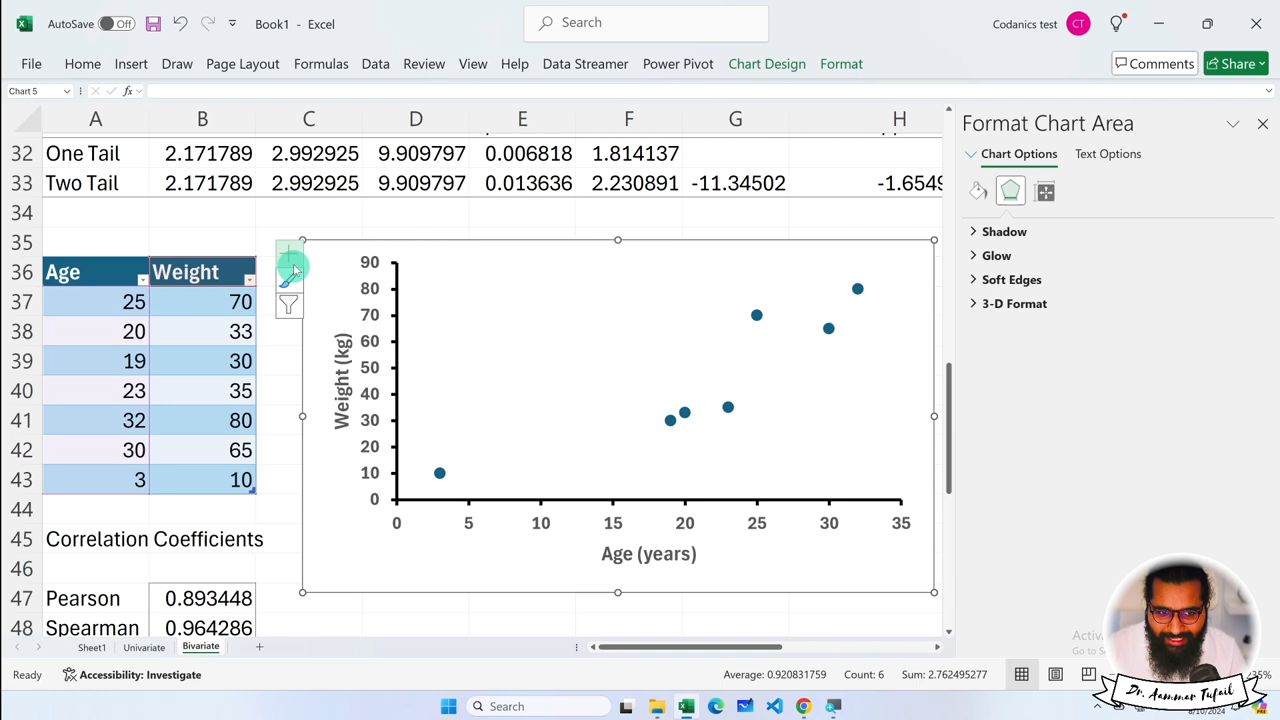 AutoSave Off Book1 - Excel Search Codanics test CT
File Home Insert Draw Page Layout Formulas Data Review View Help Data Streamer Power Pivot Chart Design Format Comments Share
Chart 5 fx
A B C D E F G H
32 One Tail 2.171789 2.992925 9.909797 0.006818 1.814137
33 Two Tail 2.171789 2.992925 9.909797 0.013636 2.230891 -11.34502 -1.6549
34
35
36 Age Weight
37 25 70
38 20 33
39 19 30
40 23 35
41 32 80
42 30 65
43 3 10
44
45 Correlation Coefficients
46
47 Pearson 0.893448
48 Spearman 0.964286
90
80
70
60
50
40
30
20
10
0
Weight (kg)
0 5 10 15 20 25 30 35
Age (years)
Format Chart Area
Chart Options Text Options
Shadow
Glow
Soft Edges
3-D Format
Sheet1 Univariate Bivariate
Ready Accessibility: Investigate Average: 0.920831759 Count: 6 Sum: 2.762495277
Search
Dr. Aammar Tufail